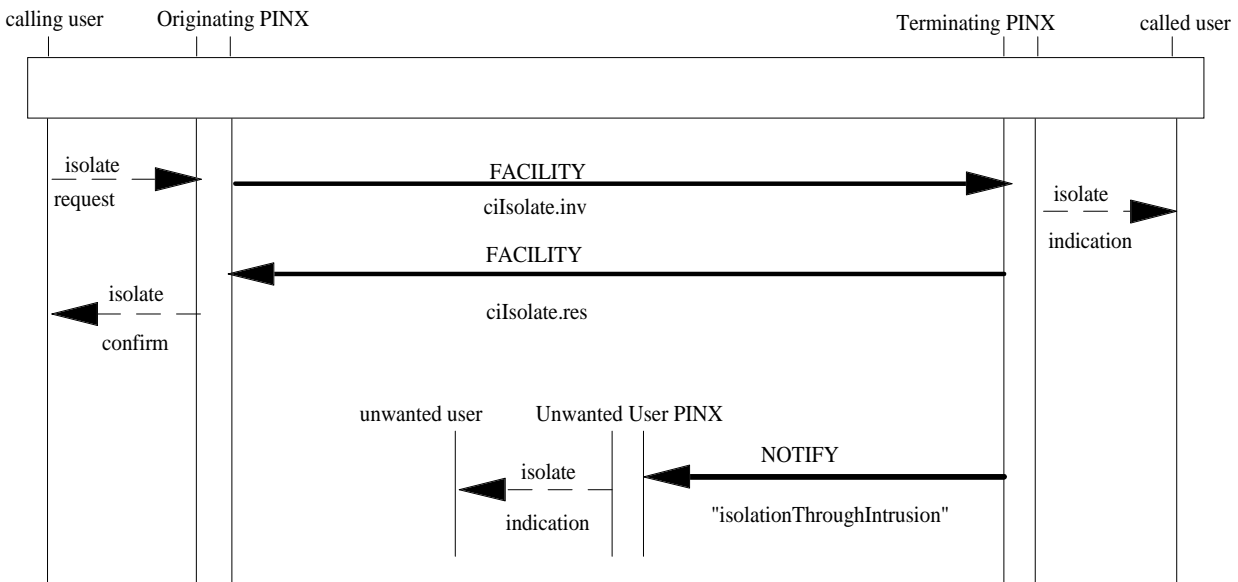 calling user
Originating PINX
Terminating PINX
called user
isolate
request
FACILITY
ciIsolate.inv
isolate
indication
FACILITY
ciIsolate.res
isolate
confirm
unwanted user
Unwanted User PINX
NOTIFY
isolate
indication
"isolationThroughIntrusion"